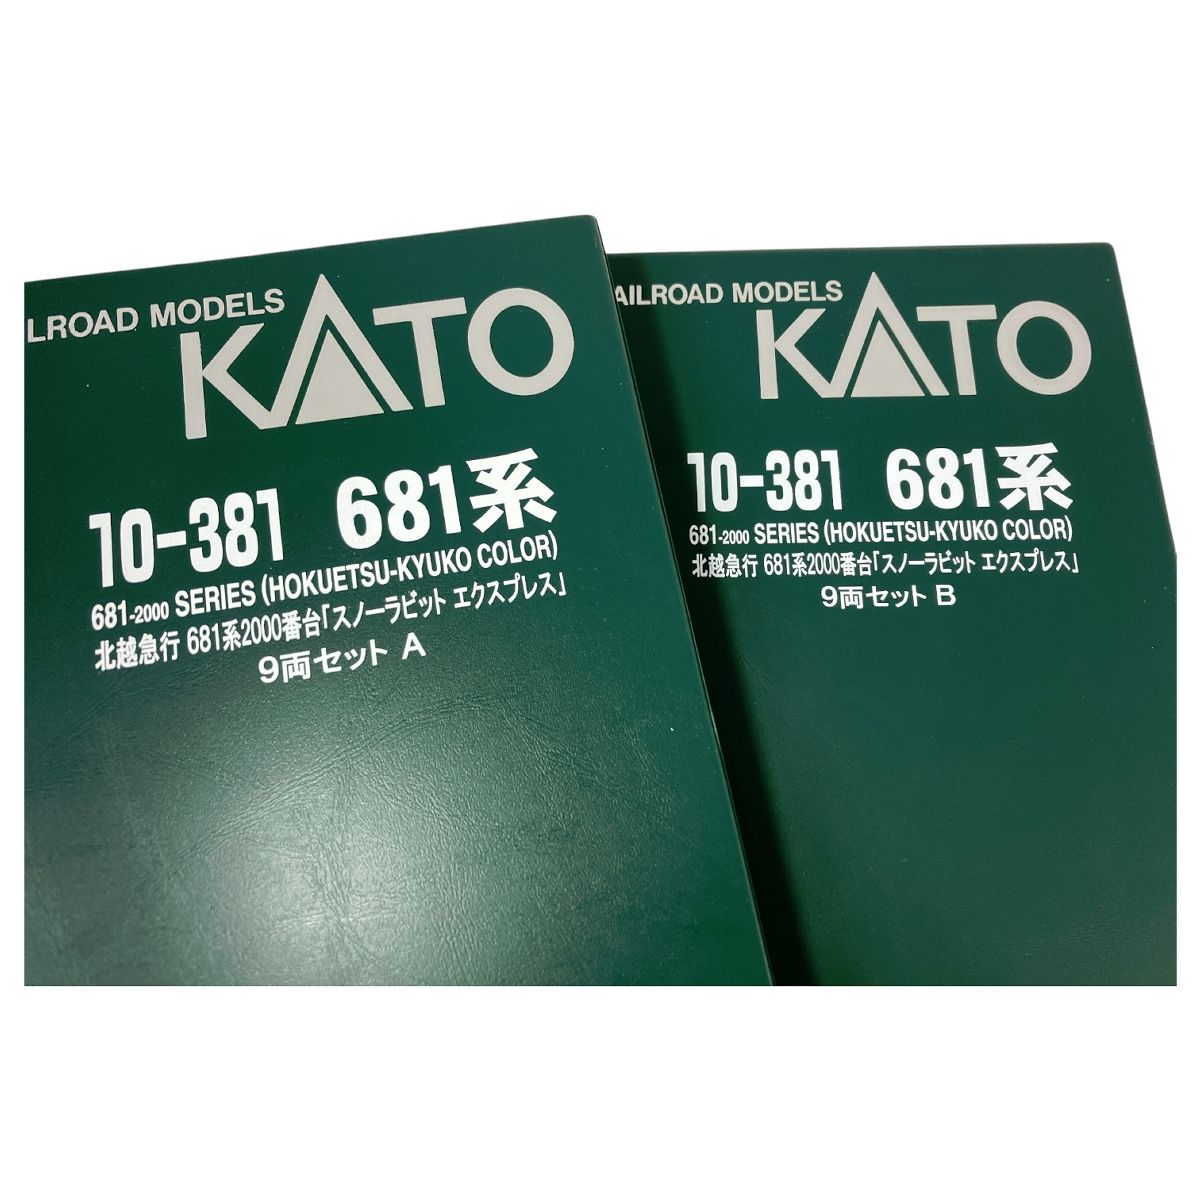 LROAD MODELS
KATO
10-381 681系
681-2000 SERIES (HOKUETSU-KYUKO COLOR)
北越急行 681系2000番台「スノーラビット エクスプレス」
9両セット A
AILROAD MODELS
KATO
10-381 681系
681-2000 SERIES (HOKUETSU-KYUKO COLOR)
北越急行 681系2000番台「スノーラビット エクスプレス」
9両セット B